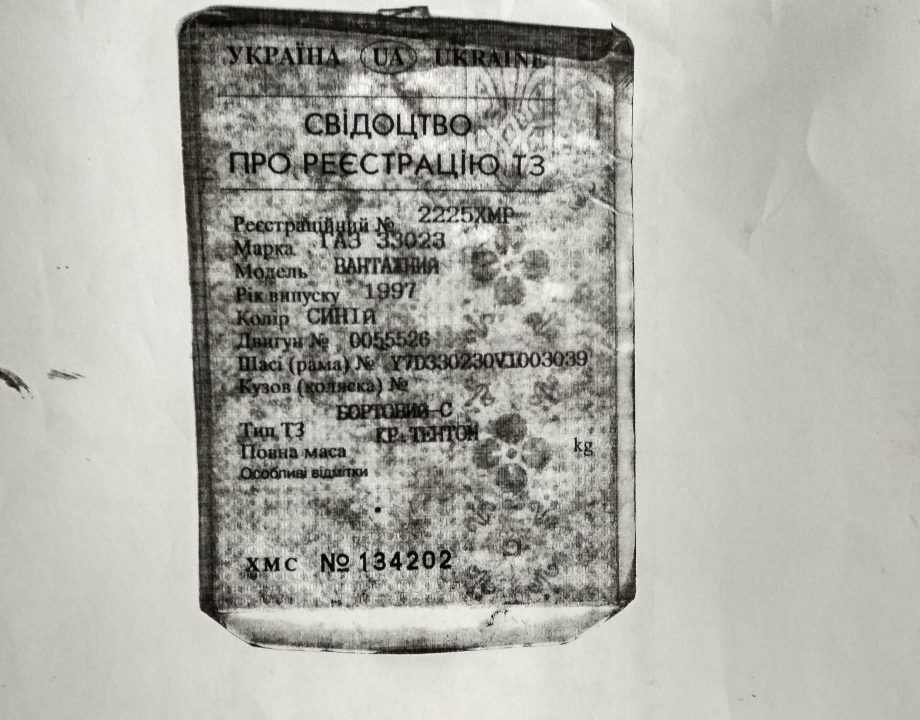 УКРАЇНА UA UKRAINE
СВІДОЦТВО
ПРО РЕЄСТРАЦІЮ ТЗ
Реєстраційний № 2225ХМР
Марка ГАЗ 33023
Модель ВАНТАЖНИЙ
Рік випуску 1997
Колір СИНІЙ
Двигун № 0055526
Шасі (рама) № Y7D330230V1003039
Кузов (коляска) №
БОРТОВИЙ-С
Тип ТЗ КР.ТЕНТОМ
Повна маса kg
Особливі відмітки
ХМС № 134202